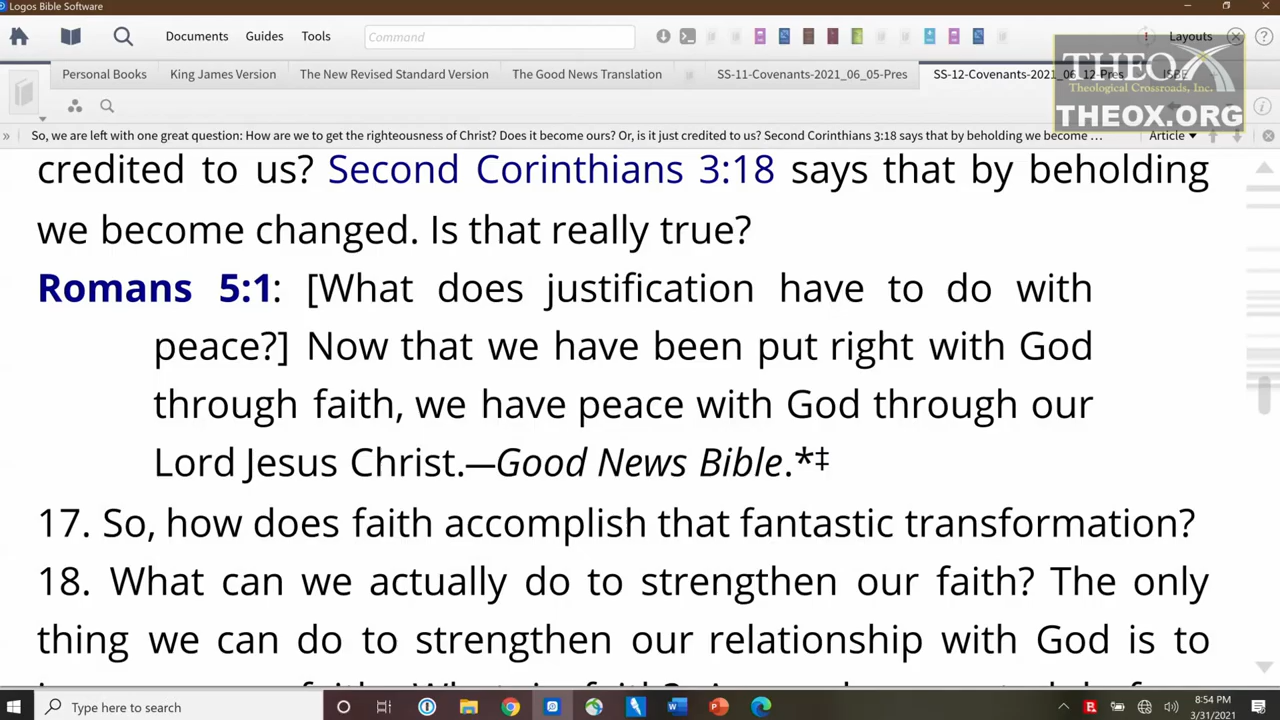 Logos Bible Software
Documents Guides Tools Command Layouts
Personal Books King James Version The New Revised Standard Version The Good News Translation SS-11-Covenants-2021_06_05-Pres SS-12-Covenants-2021_06_12-Pres ISBE
THEOX
Theological Crossroads, Inc.
THEOX.ORG
So, we are left with one great question: How are we to get the righteousness of Christ? Does it become ours? Or, is it just credited to us? Second Corinthians 3:18 says that by beholding we become ... Article
credited to us? Second Corinthians 3:18 says that by beholding
we become changed. Is that really true?
Romans 5:1: [What does justification have to do with
peace?] Now that we have been put right with God
through faith, we have peace with God through our
Lord Jesus Christ.—Good News Bible.*‡
17. So, how does faith accomplish that fantastic transformation?
18. What can we actually do to strengthen our faith? The only
thing we can do to strengthen our relationship with God is to
Type here to search
8:54 PM
3/31/2021